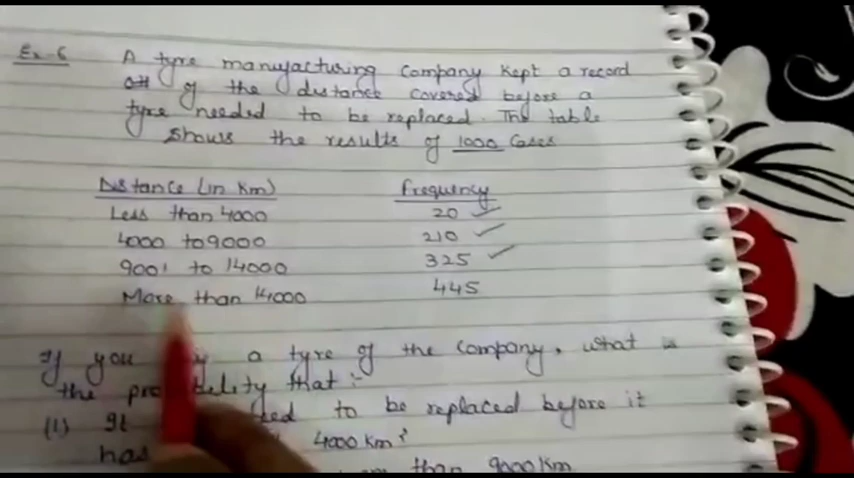 Ex-6 A tyre manufacturing Company kept a record
of the distance covered before a
tyre needed to be replaced. The table
shows the results of 1000 Cases
Distance (in Km) Frequency
Less than 4000 20
4000 to 9000 210
9001 to 14000 325
More than 14000 445
If you a tyre of the company, what is
the that :-
(1) It to be replaced before it
has 4000 km?
than 9000 Km